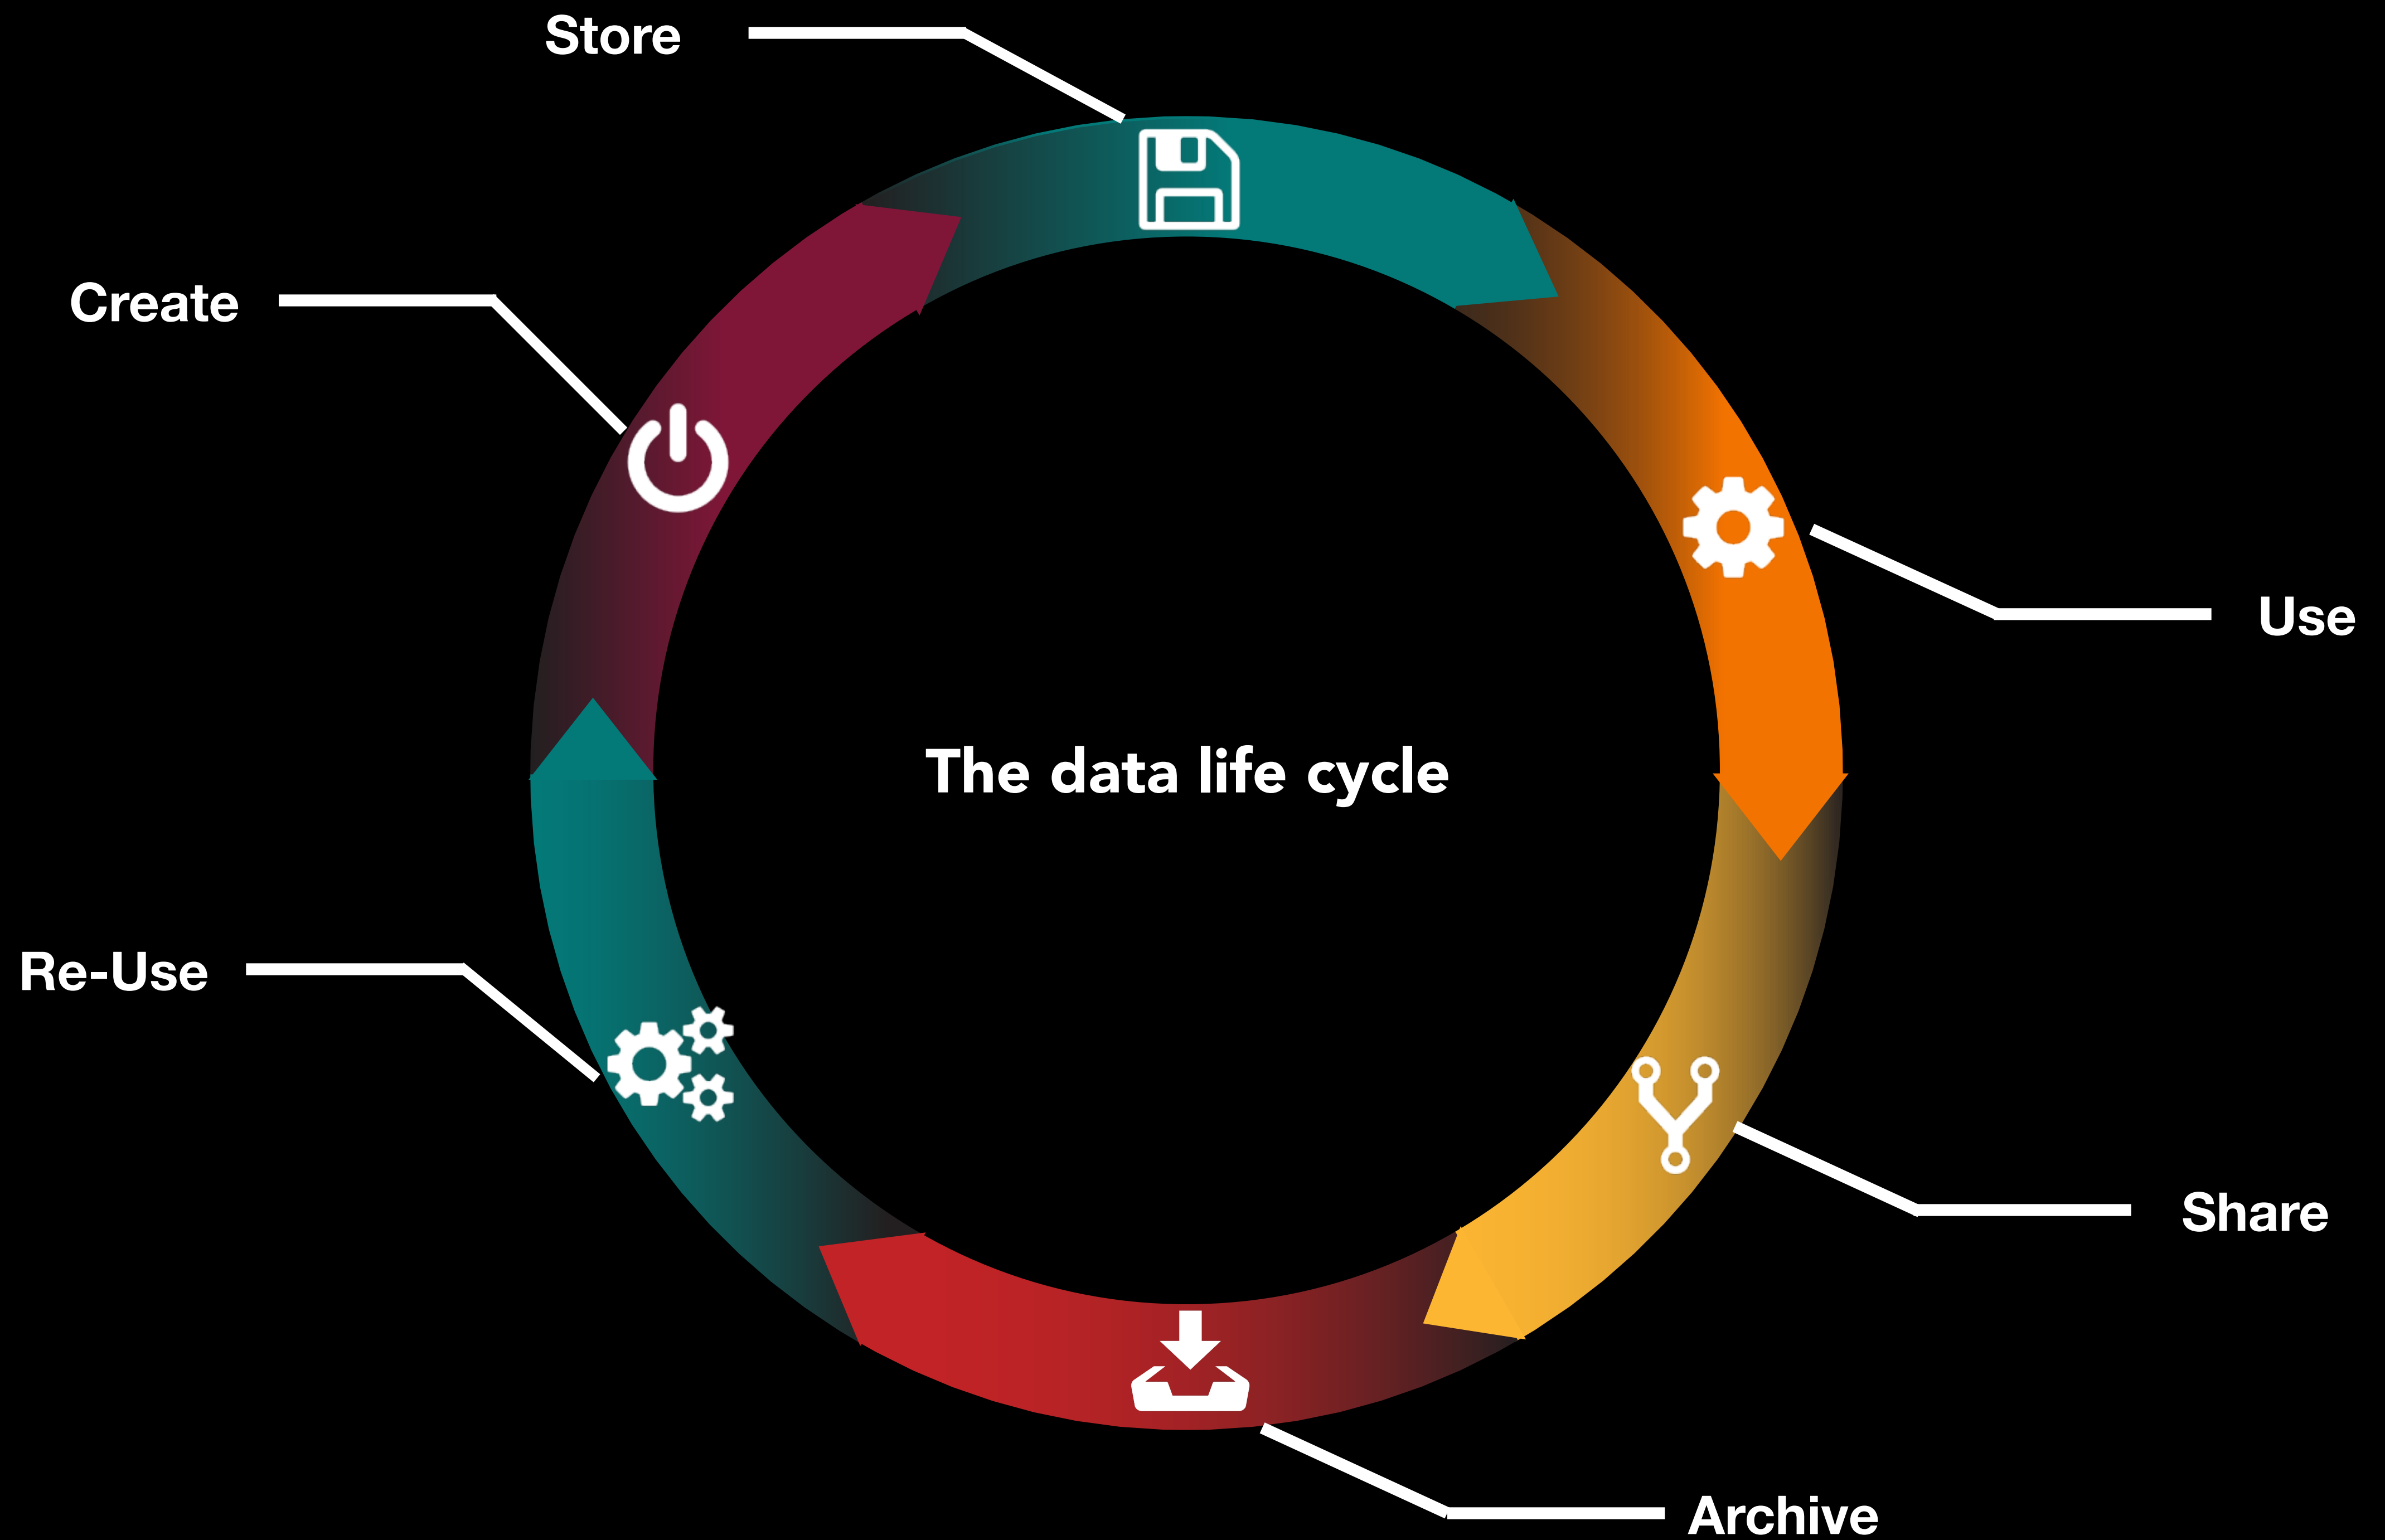 Store
Create
Use
The data life cycle
Re-Use
Share
Archive